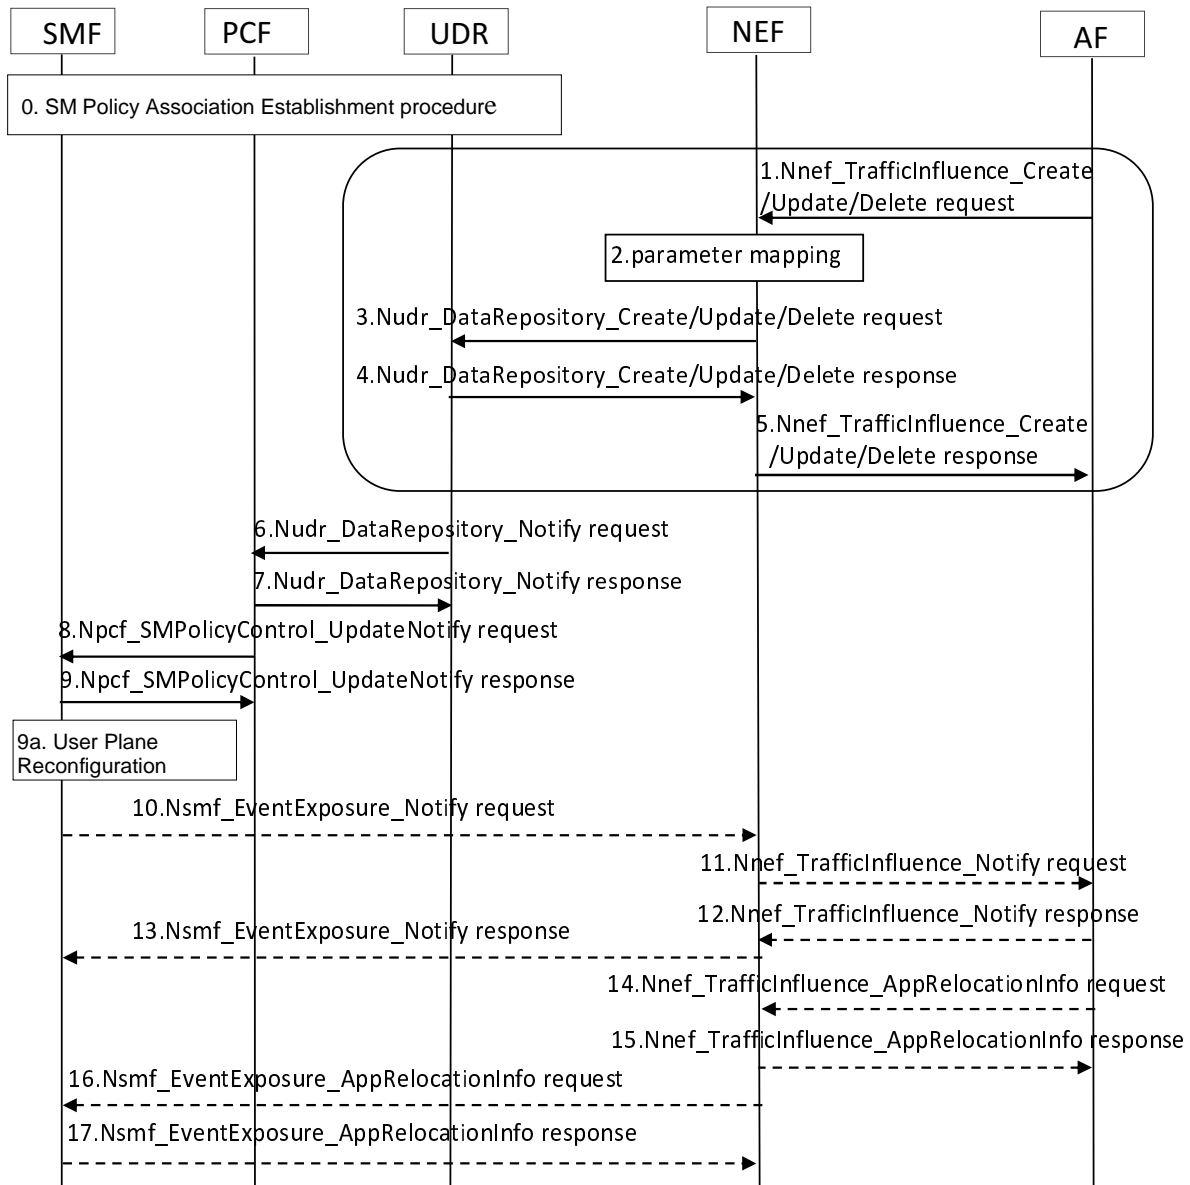 SMF
PCF
UDR
NEF
AF
0. SM Policy Association Establishment procedure
1.Nnef_TrafficInfluence_Create
/Update/Delete request
2.parameter mapping
3.Nudr_DataRepository_Create/Update/Delete request
4.Nudr_DataRepository_Create/Update/Delete response
5.Nnef_TrafficInfluence_Create
/Update/Delete response
6.Nudr_DataRepository_Notify request
7.Nudr_DataRepository_Notify response
8.Npcf_SMPolicyControl_UpdateNotify request
9.Npcf_SMPolicyControl_UpdateNotify response
9a. User Plane
Reconfiguration
10.Nsmf_EventExposure_Notify request
11.Nnef_TrafficInfluence_Notify request
12.Nnef_TrafficInfluence_Notify response
13.Nsmf_EventExposure_Notify response
14.Nnef_TrafficInfluence_AppRelocationInfo request
15.Nnef_TrafficInfluence_AppRelocationInfo response
16.Nsmf_EventExposure_AppRelocationInfo request
17.Nsmf_EventExposure_AppRelocationInfo response